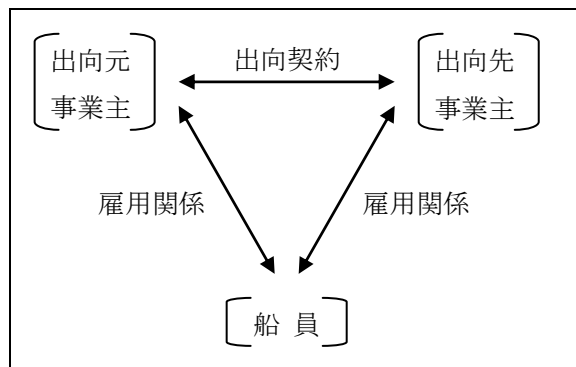 出向元
事業主
出向契約
出向先
事業主
雇用関係
雇用関係
船 員